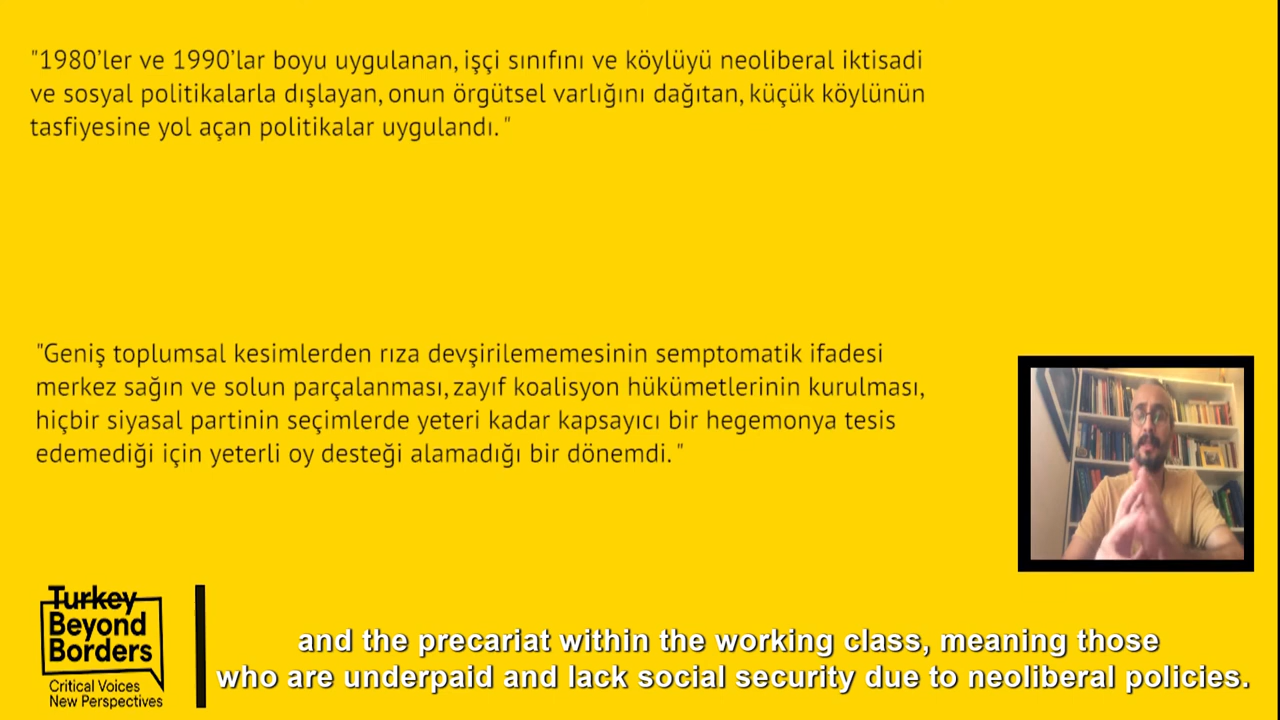 "1980’ler ve 1990’lar boyu uygulanan, işçi sınıfını ve köylüyü neoliberal iktisadi
ve sosyal politikalarla dışlayan, onun örgütsel varlığını dağıtan, küçük köylünün
tasfiyesine yol açan politikalar uygulandı. "
"Geniş toplumsal kesimlerden rıza devşirilememesinin semptomatik ifadesi
merkez sağın ve solun parçalanması, zayıf koalisyon hükümetlerinin kurulması,
hiçbir siyasal partinin seçimlerde yeteri kadar kapsayıcı bir hegemonya tesis
edemediği için yeterli oy desteği alamadığı bir dönemdi. "
Turkey
Beyond
Borders
Critical Voices
New Perspectives
and the precariat within the working class, meaning those
who are underpaid and lack social security due to neoliberal policies.